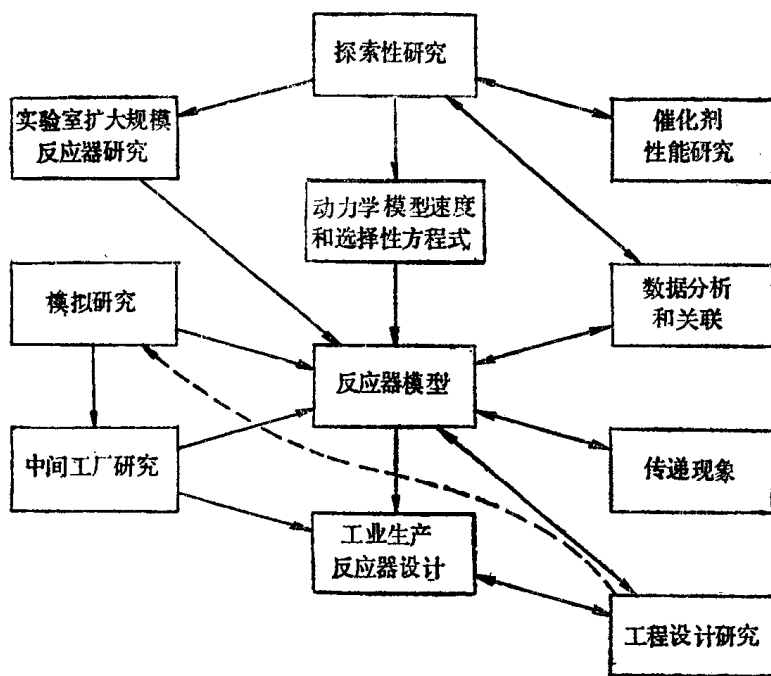 探索性研究
实验室扩大规模
反应器研究
催化剂
性能研究
动力学模型速度
和选择性方程式
模拟研究
数据分析
和关联
反应器模型
中间工厂研究
传递现象
工业生产
反应器设计
工程设计研究